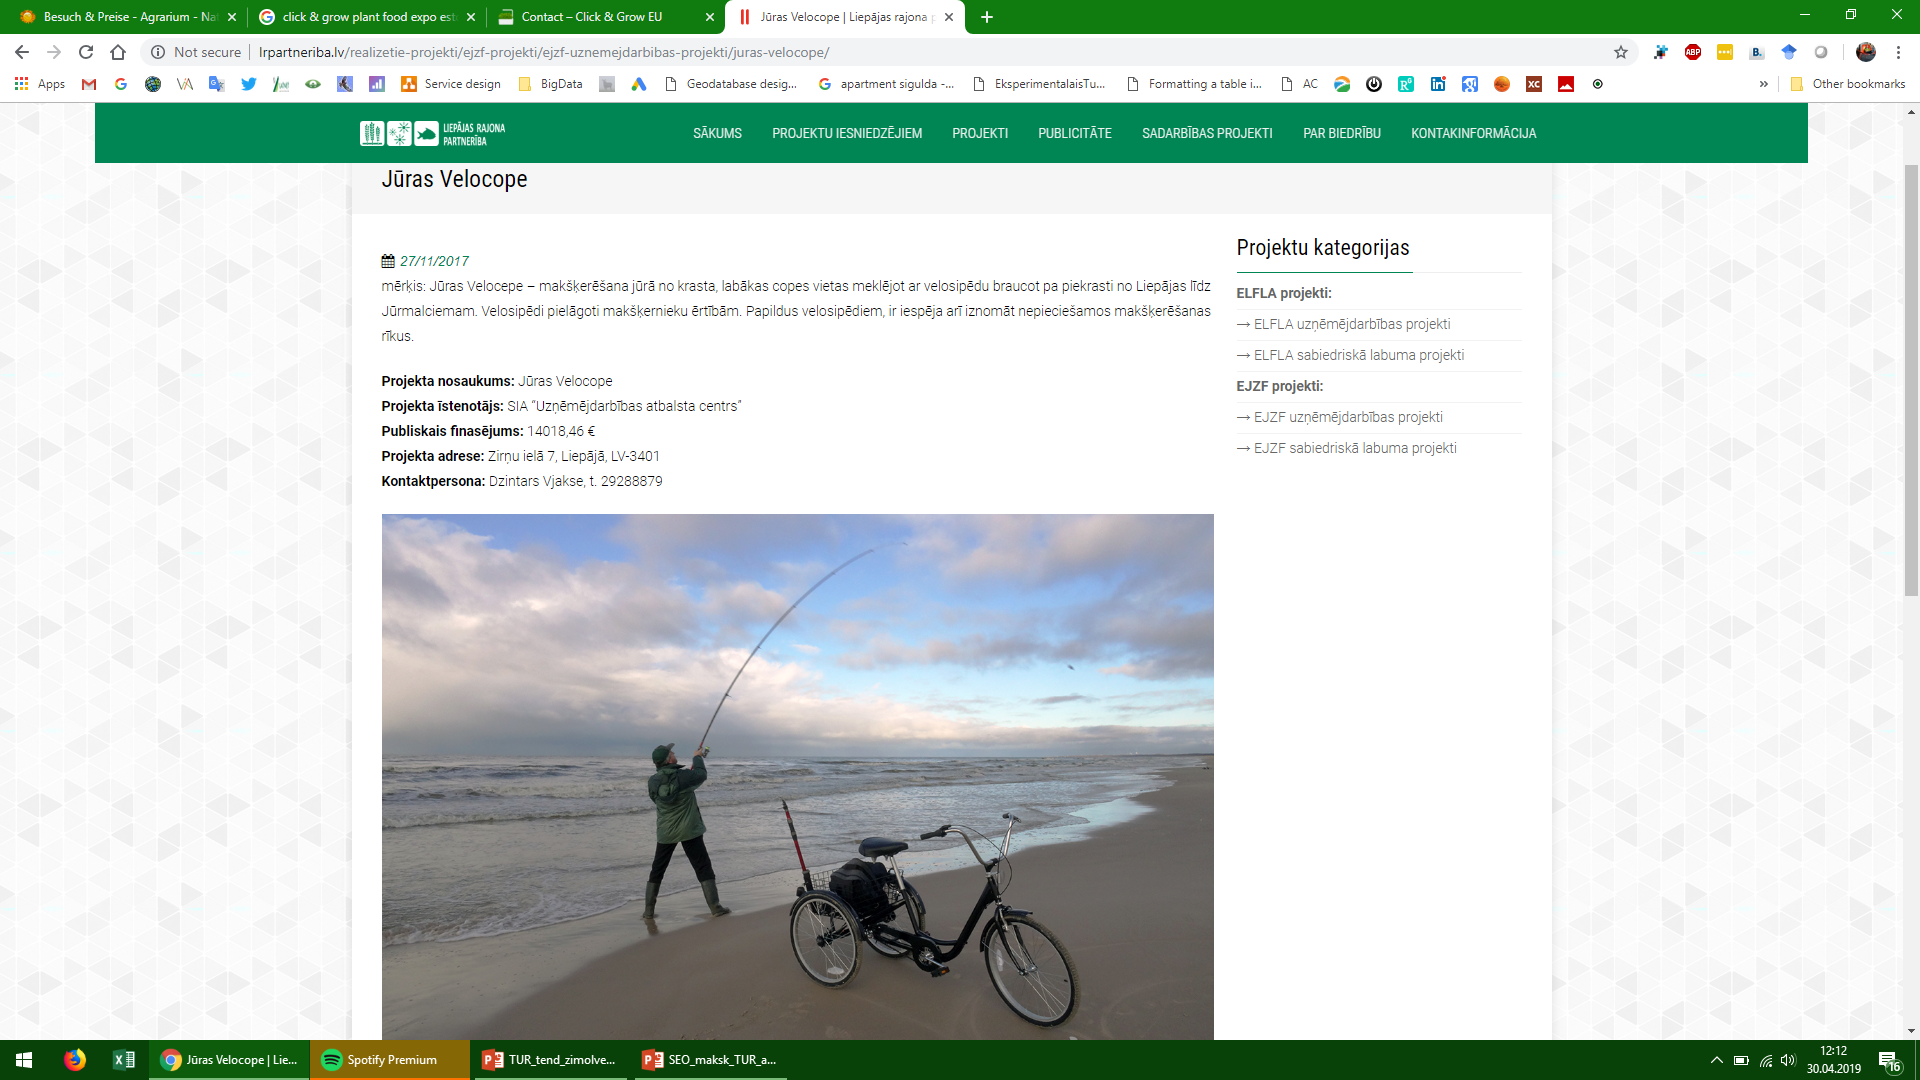 Besuch & Preise - Agrarium - Na
click & grow plant food expo est
Contact – Click & Grow EU
Jūras Velocope | Liepājas rajona p
Not secure
lrpartneriba.lv/realizetie-projekti/ejzf-projekti/ejzf-uznemejdarbibas-projekti/juras-velocope/
Apps
Service design
BigData
Geodatabase desig...
apartment sigulda -...
EksperimentalaisTu...
Formatting a table i...
AC
Other bookmarks
LIEPĀJAS RAJONA
PARTNERĪBA
SĀKUMS
PROJEKTU IESNIEDZĒJIEM
PROJEKTI
PUBLICITĀTE
SADARBĪBAS PROJEKTI
PAR BIEDRĪBU
KONTAKINFORMĀCIJA
Jūras Velocope
27/11/2017
mērķis: Jūras Velocepe – makšķerēšana jūrā no krasta, labākas copes vietas meklējot ar velosipēdu braucot pa piekrasti no Liepājas līdz
Jūrmalciemam. Velosipēdi pielāgoti makšķernieku ērtībām. Papildus velosipēdiem, ir iespēja arī iznomāt nepieciešamos makšķerēšanas
rīkus.
Projekta nosaukums: Jūras Velocope
Projekta īstenotājs: SIA “Uzņēmējdarbības atbalsta centrs”
Publiskais finasējums: 14018,46 €
Projekta adrese: Zirņu ielā 7, Liepājā, LV-3401
Kontaktpersona: Dzintars Vjakse, t. 29288879
Projektu kategorijas
ELFLA projekti:
→ ELFLA uzņēmējdarbības projekti
→ ELFLA sabiedriskā labuma projekti
EJZF projekti:
→ EJZF uzņēmējdarbības projekti
→ EJZF sabiedriskā labuma projekti
Jūras Velocope | Lie...
Spotify Premium
TUR_tend_zimolve...
SEO_maksk_TUR_a...
12:12
30.04.2019
16